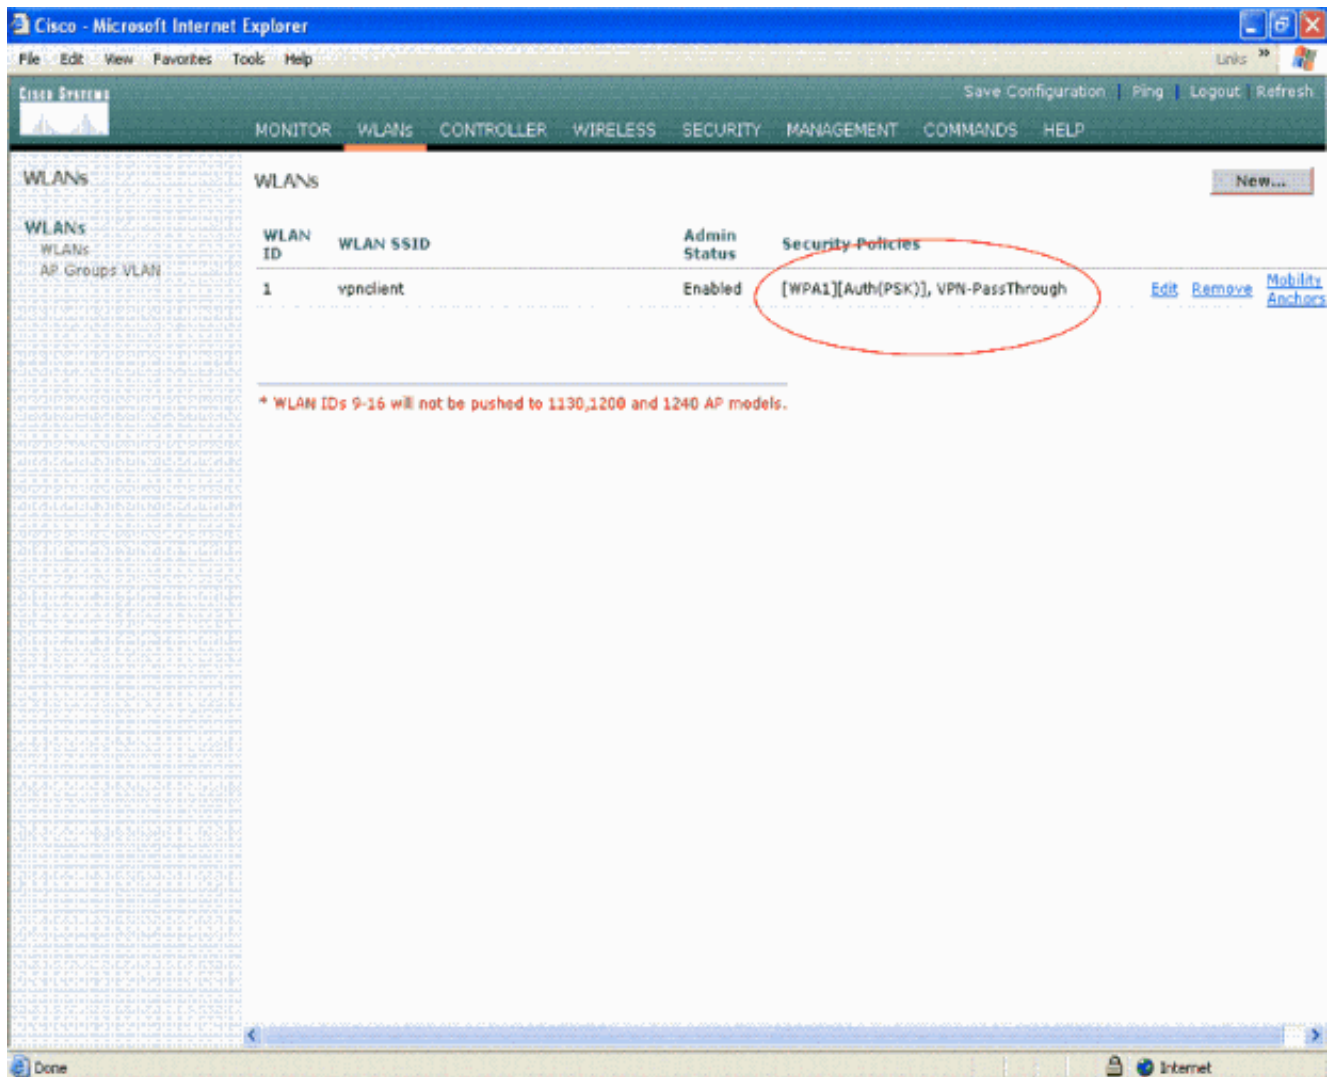 Cisco - Microsoft Internet Explorer
File Edit View Favorites Tools Help
Links »
Cisco Systems
Save Configuration | Ping | Logout | Refresh
MONITOR WLANs CONTROLLER WIRELESS SECURITY MANAGEMENT COMMANDS HELP
WLANs
WLANs
WLANs
AP Groups VLAN
WLANs
New...
WLAN ID WLAN SSID Admin Status Security Policies
1 vpnclient Enabled [WPA1][Auth(PSK)], VPN-PassThrough Edit Remove Mobility Anchors
* WLAN IDs 9-16 will not be pushed to 1130,1200 and 1240 AP models.
Done
Internet